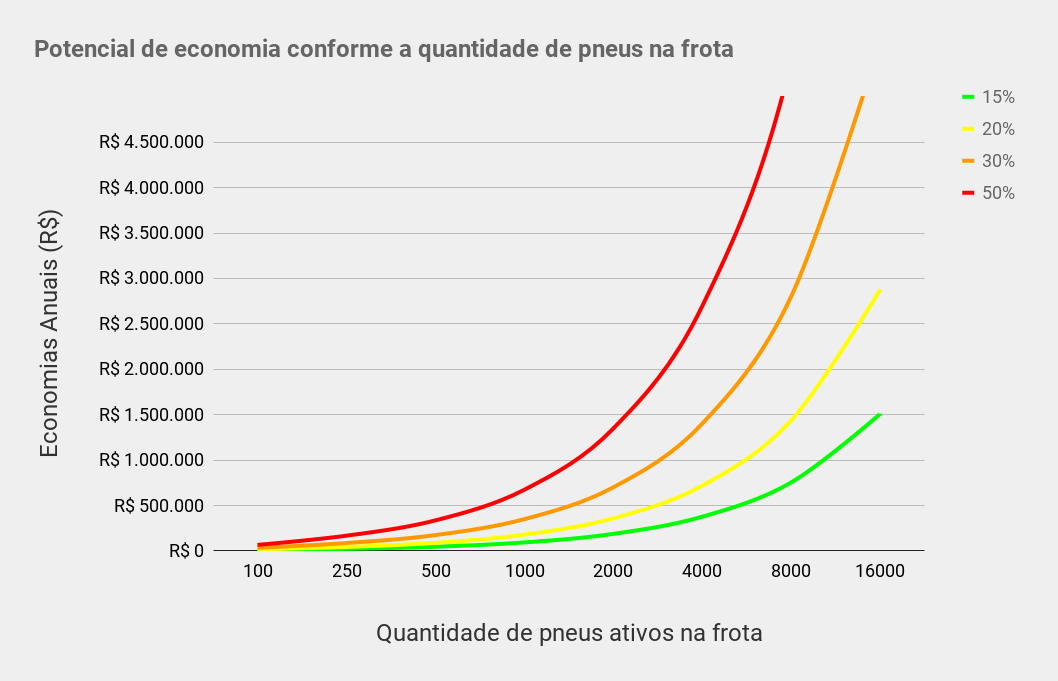 Potencial de economia conforme a quantidade de pneus na frota
15%
20%
30%
50%
Economias Anuais (R$)
R$ 4.500.000
R$ 4.000.000
R$ 3.500.000
R$ 3.000.000
R$ 2.500.000
R$ 2.000.000
R$ 1.500.000
R$ 1.000.000
R$ 500.000
R$ 0
100 250 500 1000 2000 4000 8000 16000
Quantidade de pneus ativos na frota